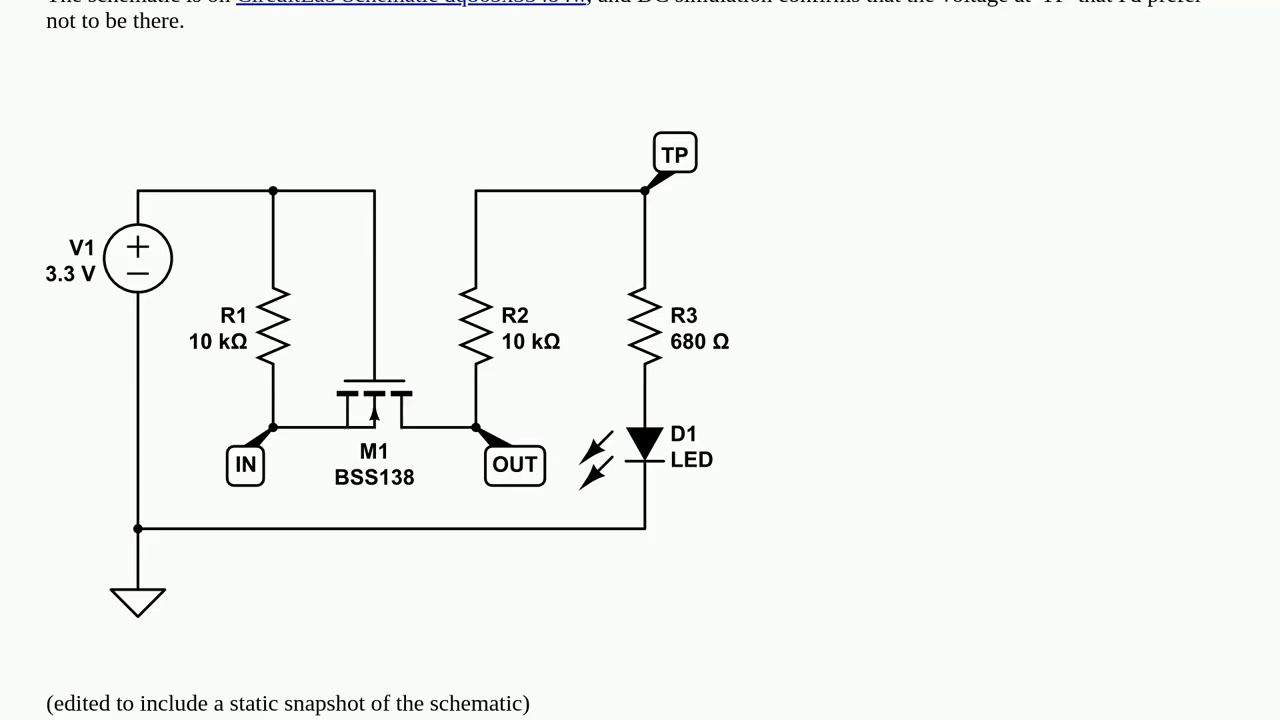 not to be there.
TP
V1
3.3 V
R1
10 kΩ
R2
10 kΩ
R3
680 Ω
IN
M1
BSS138
OUT
D1
LED
(edited to include a static snapshot of the schematic)